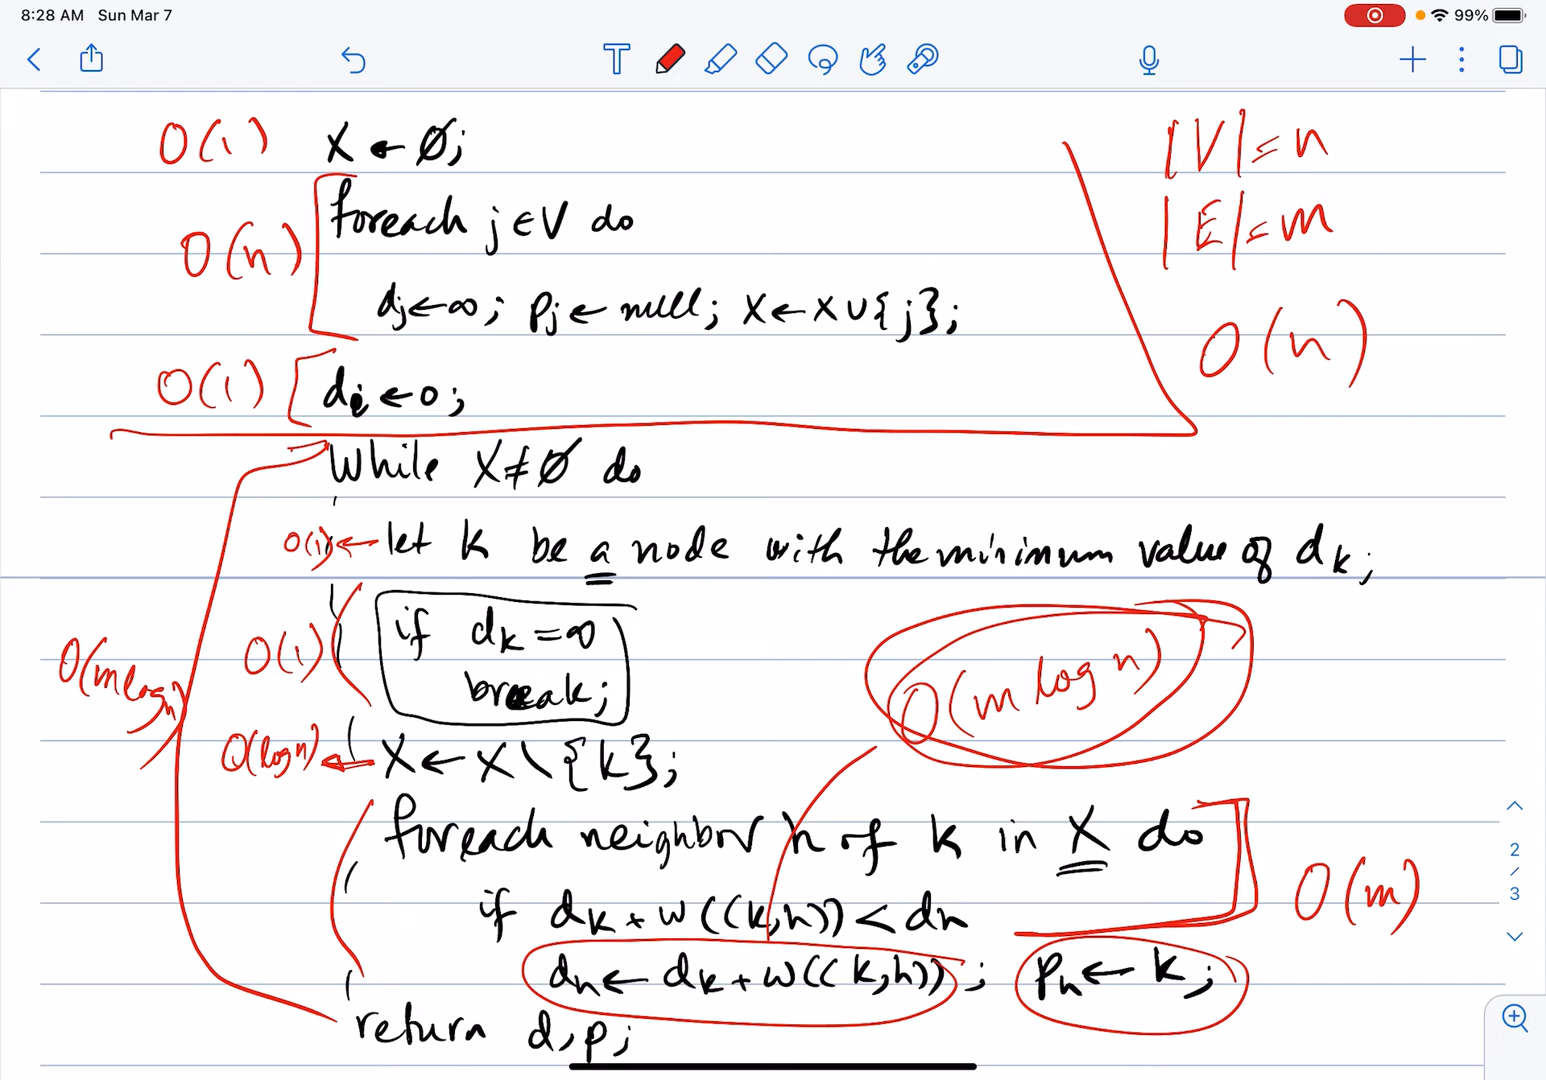 8:28 AM Sun Mar 7
99%
T
O(1) X ← ∅; |V| = n
foreach j ∈ V do |E| = m
O(n)
dj ← ∞; pj ← null; X ← X ∪ {j}; O(n)
O(1) di ← 0;
While X ≠ ∅ do
O(1) ← let k be a node with the minimum value of dk;
O(1) if dk = ∞
break; O(m log n)
O(m log n)
O(log n) ← X ← X \ {k};
foreach neighbor h of k in X do
if dk + w((k,h)) < dh O(m)
dh ← dk + w((k,h)); ph ← k;
return d, p;
2
/
3